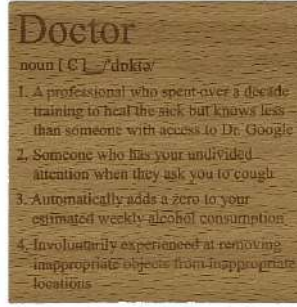 Doctor
noun [ C ] /'dɒktə/
1. A professional who spent over a decade
training to heal the sick but knows less
than someone with access to Dr. Google
2. Someone who has your undivided
attention when they ask you to cough
3. Automatically adds a zero to your
estimated weekly alcohol consumption
4. Involuntarily experienced at removing
inappropriate objects from inappropriate
locations